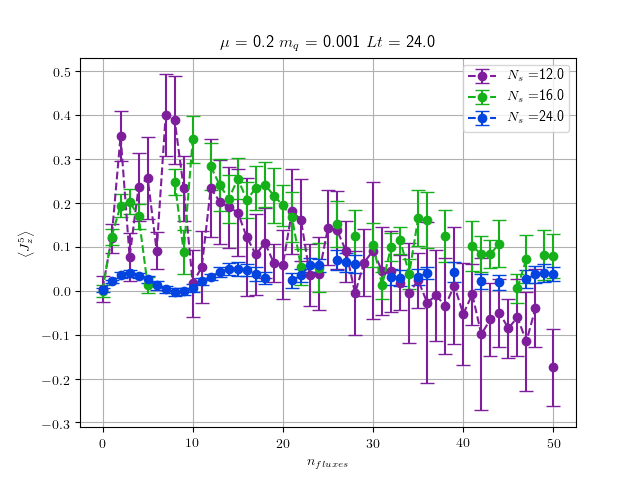 μ = 0.2 m_q = 0.001 Lt = 24.0
0.5
0.4
0.3
0.2
0.1
0.0
−0.1
−0.2
−0.3
⟨J_z^5⟩
N_s =12.0
N_s =16.0
N_s =24.0
0 10 20 30 40 50
n_{fluxes}